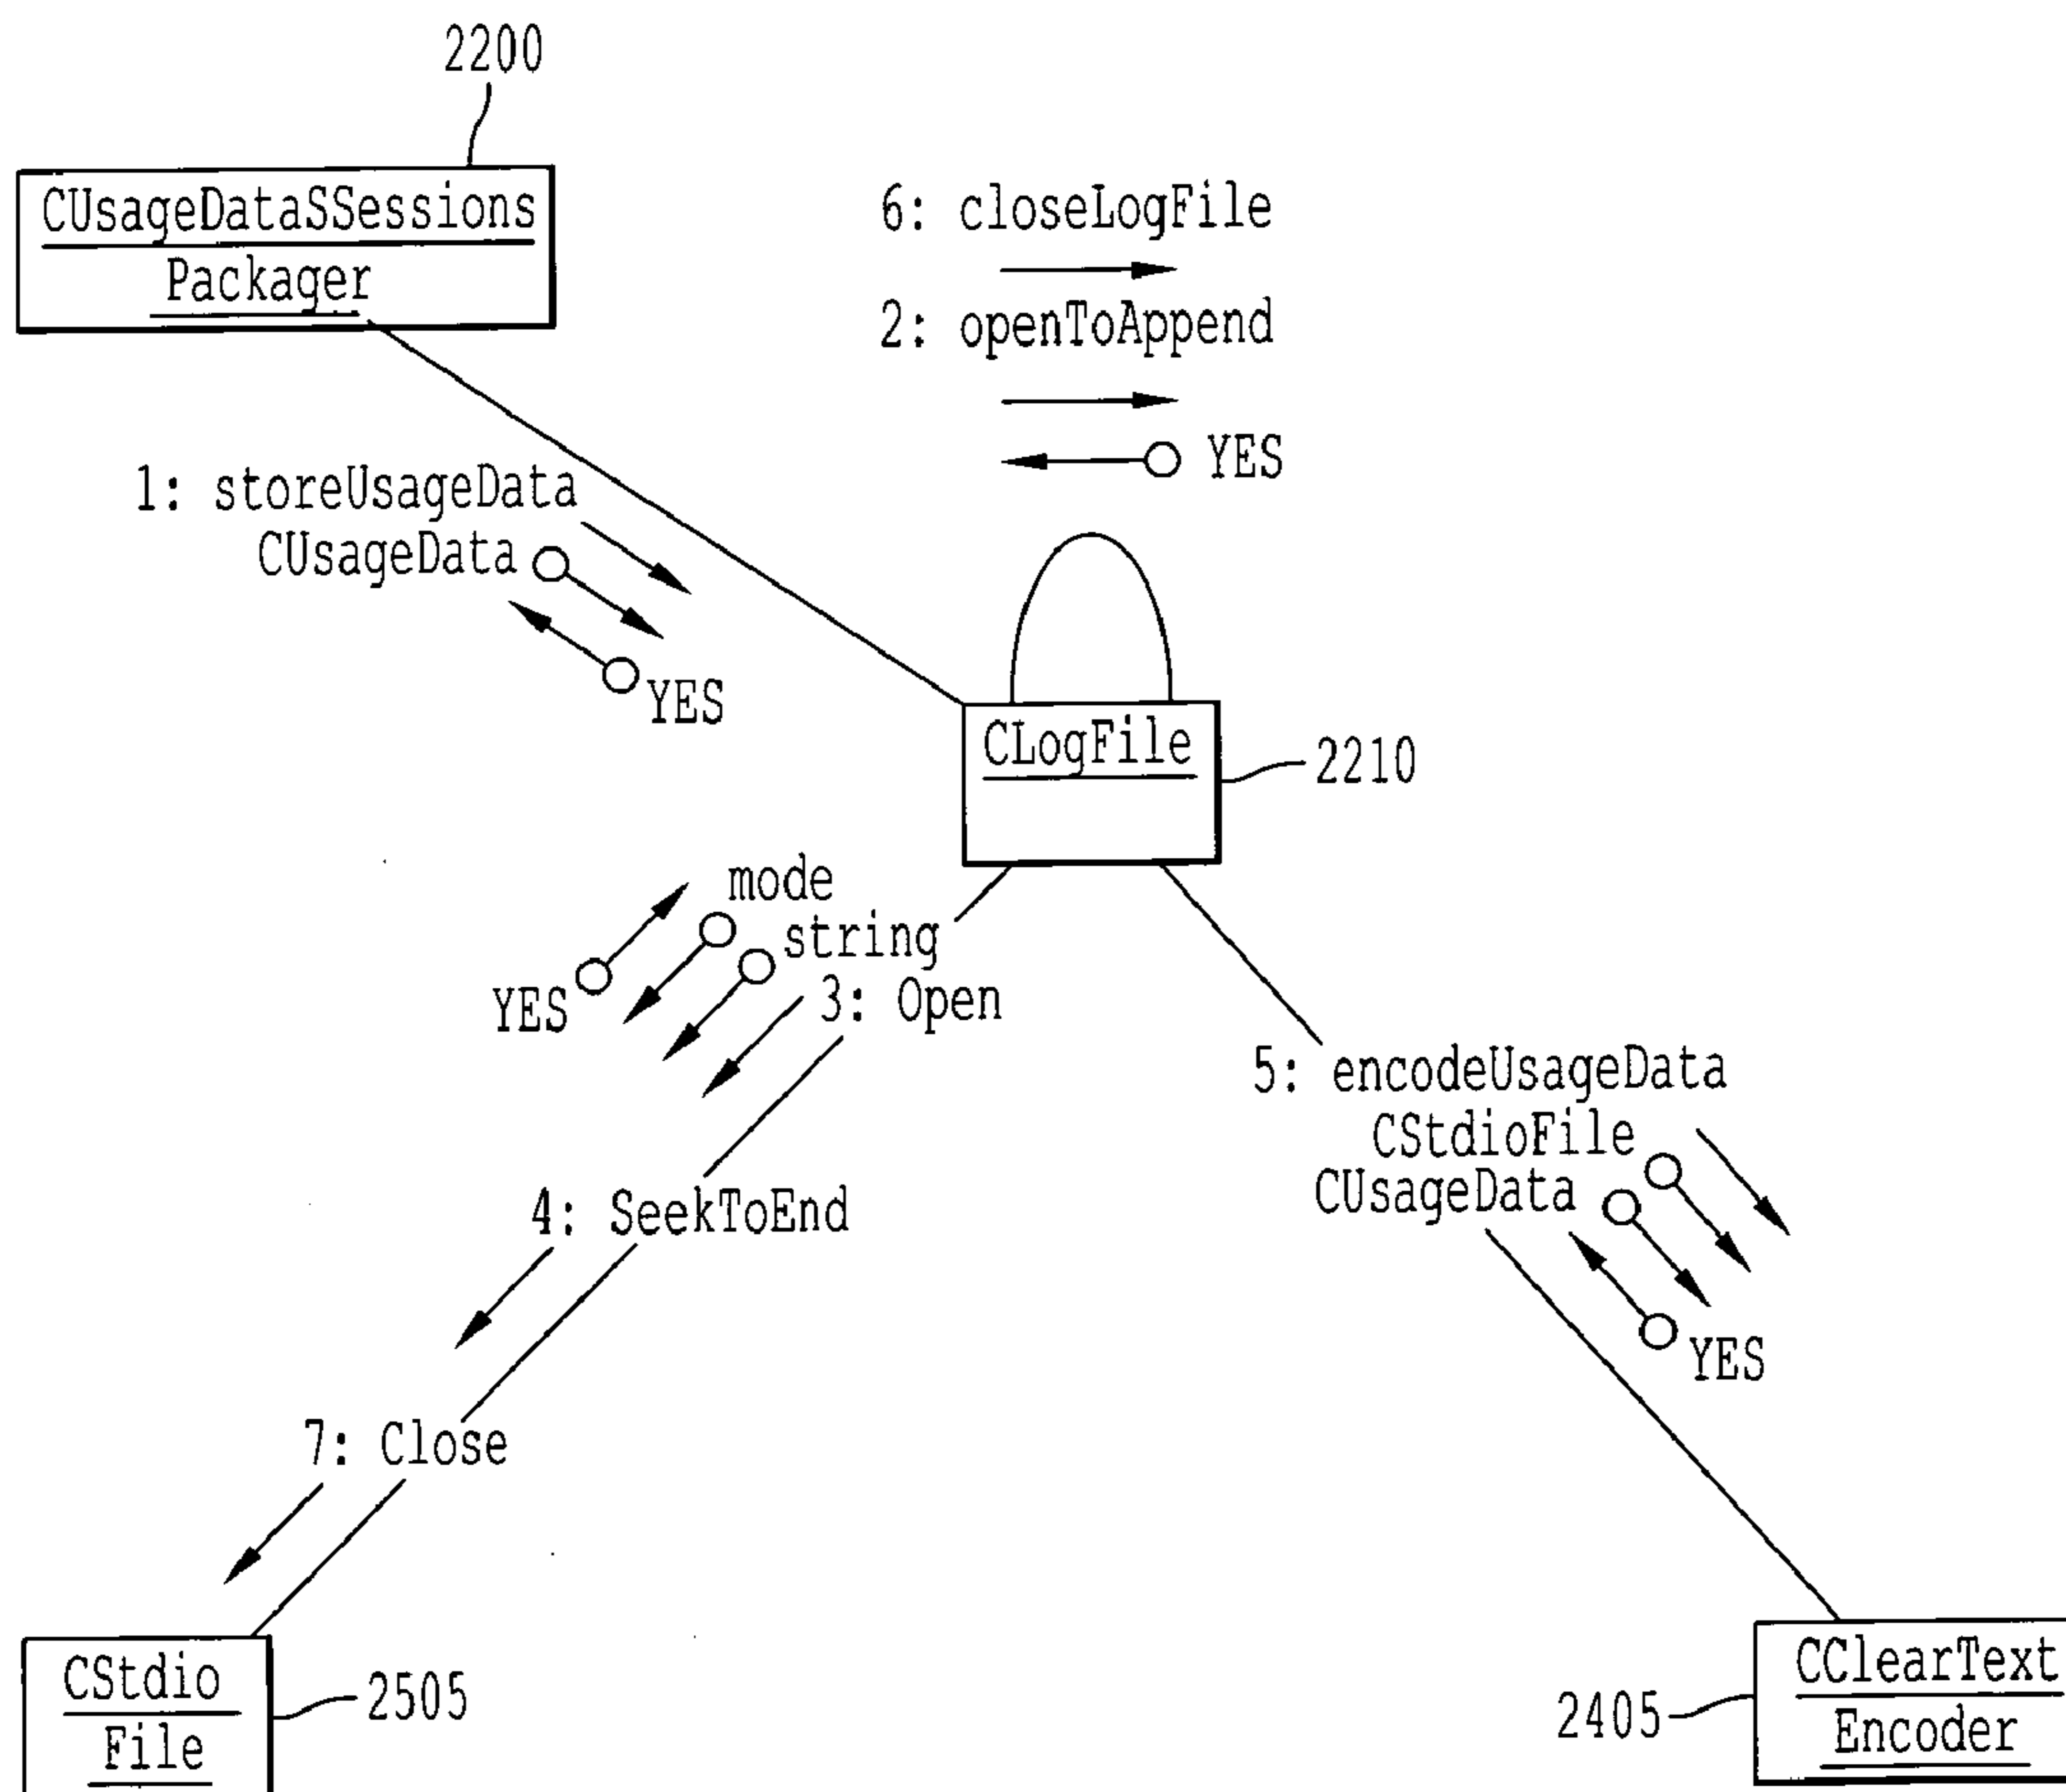 2200
CUsageDataSSessions
Packager
6: closeLogFile
2: openToAppend
YES
1: storeUsageData
CUsageData
YES
CLogFile
2210
mode
string
YES
3: Open
5: encodeUsageData
CStdioFile
CUsageData
4: SeekToEnd
YES
7: Close
CStdio
File
2505
CClearText
Encoder
2405